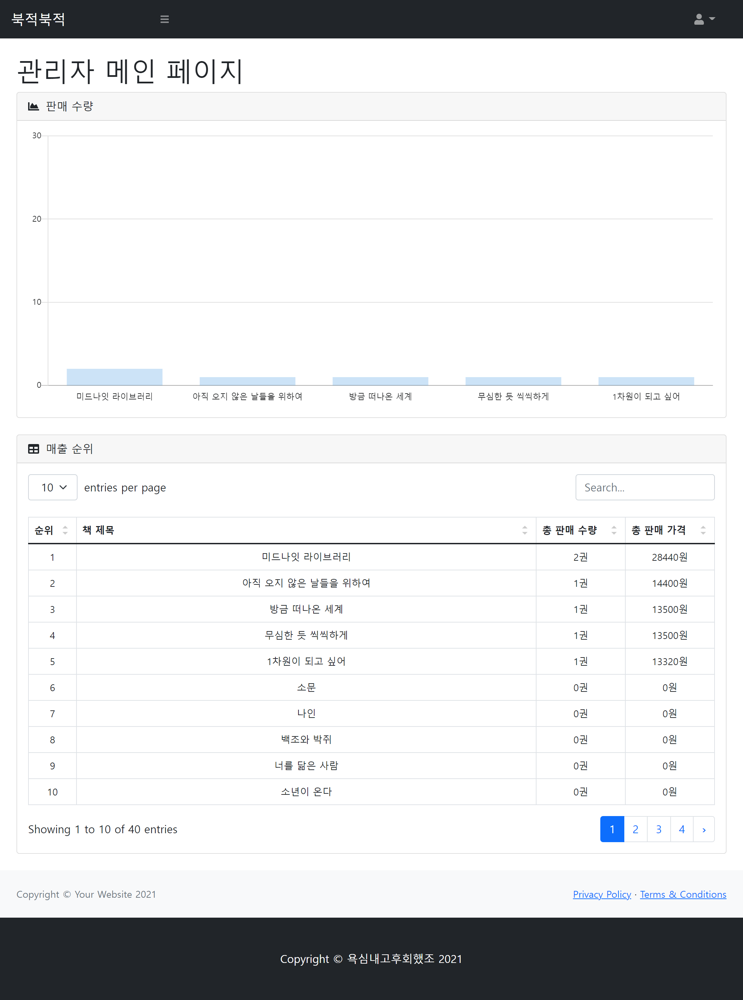 북적북적
관리자 메인 페이지
판매 수량
30
20
10
0
미드나잇 라이브러리 아직 오지 않은 날들을 위하여 방금 떠나온 세계 무심한 듯 씩씩하게 1차원이 되고 싶어
매출 순위
10 entries per page Search...
순위 책 제목 총 판매 수량 총 판매 가격
1 미드나잇 라이브러리 2권 28440원
2 아직 오지 않은 날들을 위하여 1권 14400원
3 방금 떠나온 세계 1권 13500원
4 무심한 듯 씩씩하게 1권 13500원
5 1차원이 되고 싶어 1권 13320원
6 소문 0권 0원
7 나인 0권 0원
8 백조와 박쥐 0권 0원
9 너를 닮은 사람 0권 0원
10 소년이 온다 0권 0원
Showing 1 to 10 of 40 entries 1 2 3 4 ›
Copyright © Your Website 2021 Privacy Policy · Terms & Conditions
Copyright © 욕심내고후회했조 2021